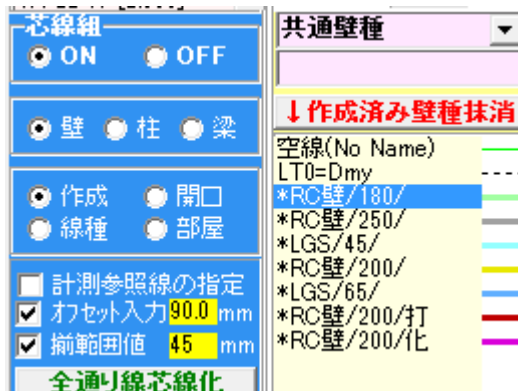 芯線組
ON OFF
壁 柱 梁
作成 開口
線種 部屋
計測参照線の指定
オフセット入力 90.0 mm
揃範囲値 45 mm
全通り線芯線化
共通壁種
↓作成済み壁種抹消
空線(No Name)
LT0=Dmy
*RC壁/180/
*RC壁/250/
*LGS/45/
*RC壁/200/
*LGS/65/
*RC壁/200/打
*RC壁/200/化